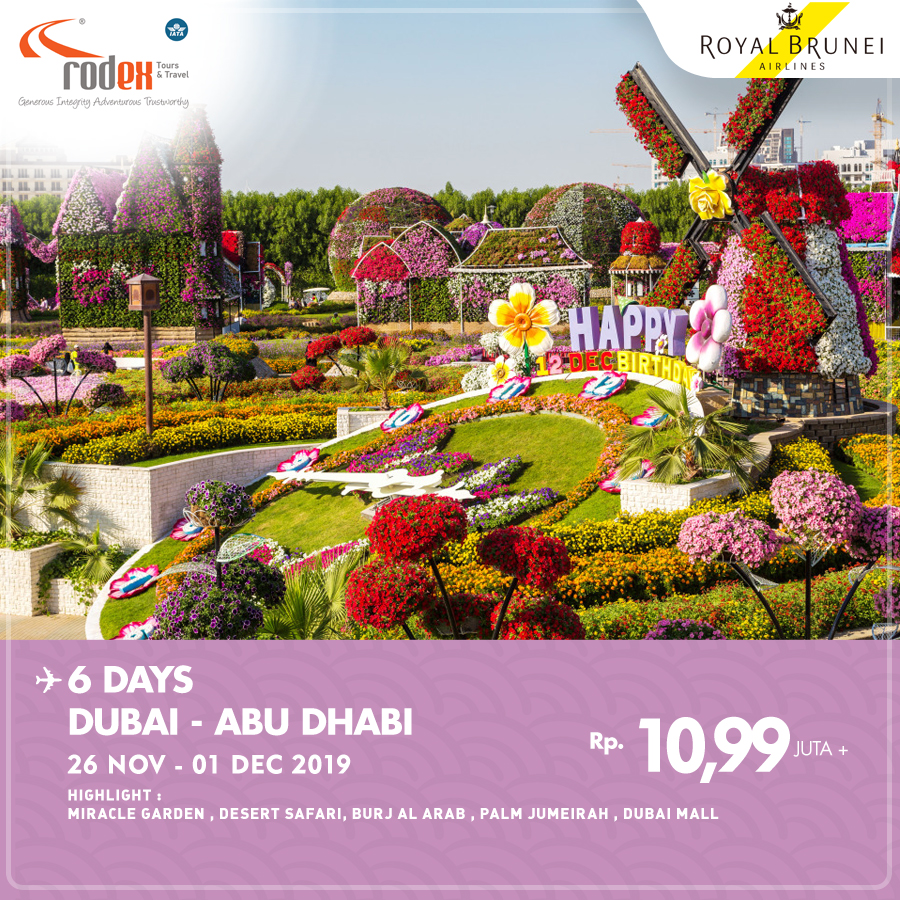 rodex
Tours
& Travel
IATA
®
Generous Integrity Adventurous Trustworthy
ROYAL BRUNEI
AIRLINES
HAPPY
12 DEC BIRTHDAY
6 DAYS
DUBAI - ABU DHABI
26 NOV - 01 DEC 2019
Rp. 10,99 JUTA +
HIGHLIGHT :
MIRACLE GARDEN , DESERT SAFARI, BURJ AL ARAB , PALM JUMEIRAH , DUBAI MALL